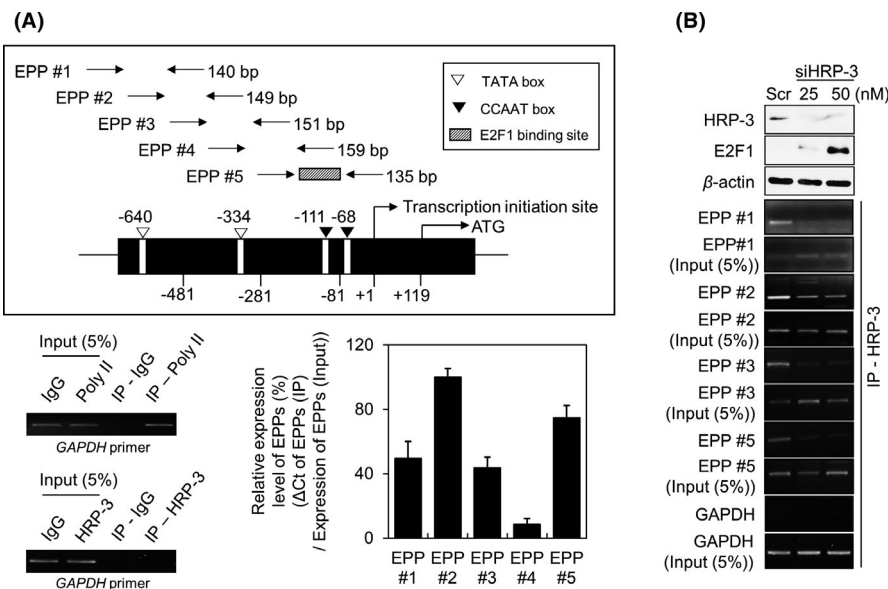 (A)
EPP #1
140 bp
EPP #2
149 bp
EPP #3
151 bp
EPP #4
159 bp
EPP #5
135 bp
TATA box
CCAAT box
E2F1 binding site
Transcription initiation site
ATG
-640
-334
-111
-68
-481
-281
-81
+1
+119
Input (5%)
IgG
Poly II
IP - IgG
IP – Poly II
GAPDH primer
Input (5%)
IgG
HRP-3
IP - IgG
IP – HRP-3
GAPDH primer
Relative expression
level of EPPs (%)
(ΔCt of EPPs (IP)
/ Expression of EPPs (Input))
120
80
40
0
EPP #1
EPP #2
EPP #3
EPP #4
EPP #5
(B)
siHRP-3
Scr 25 50 (nM)
HRP-3
E2F1
β-actin
EPP #1
EPP#1
(Input (5%))
EPP #2
EPP #2
(Input (5%))
EPP #3
EPP #3
(Input (5%))
EPP #5
EPP #5
(Input (5%))
GAPDH
GAPDH
(Input (5%))
IP - HRP-3